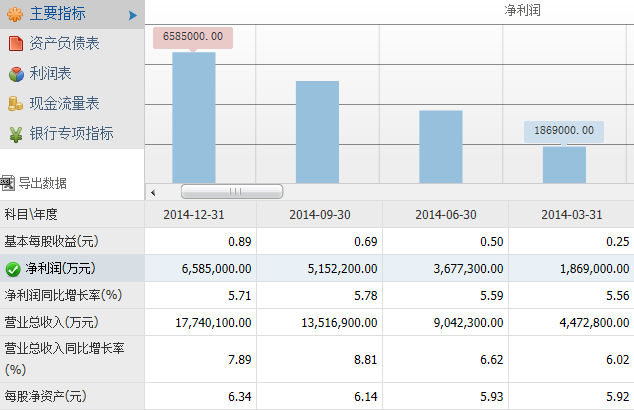 主要指标
净利润
资产负债表
6585000.00
利润表
现金流量表
银行专项指标
1869000.00
导出数据
科目\年度 2014-12-31 2014-09-30 2014-06-30 2014-03-31
基本每股收益(元) 0.89 0.69 0.50 0.25
净利润(万元) 6,585,000.00 5,152,200.00 3,677,300.00 1,869,000.00
净利润同比增长率(%) 5.71 5.78 5.59 5.56
营业总收入(万元) 17,740,100.00 13,516,900.00 9,042,300.00 4,472,800.00
营业总收入同比增长率
(%) 7.89 8.81 6.62 6.02
每股净资产(元) 6.34 6.14 5.93 5.92